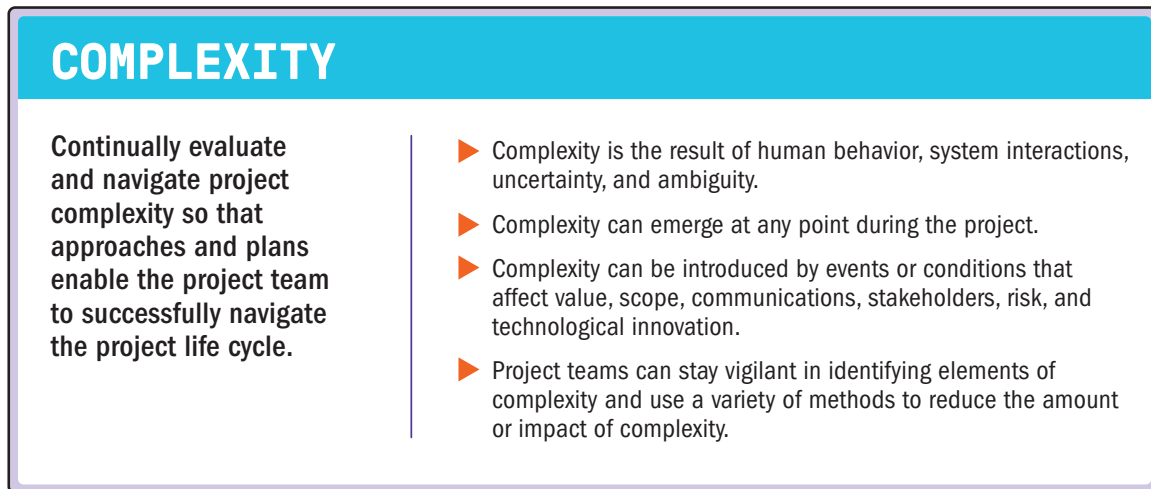 COMPLEXITY
Continually evaluate
and navigate project
complexity so that
approaches and plans
enable the project team
to successfully navigate
the project life cycle.
Complexity is the result of human behavior, system interactions,
uncertainty, and ambiguity.
Complexity can emerge at any point during the project.
Complexity can be introduced by events or conditions that
affect value, scope, communications, stakeholders, risk, and
technological innovation.
Project teams can stay vigilant in identifying elements of
complexity and use a variety of methods to reduce the amount
or impact of complexity.